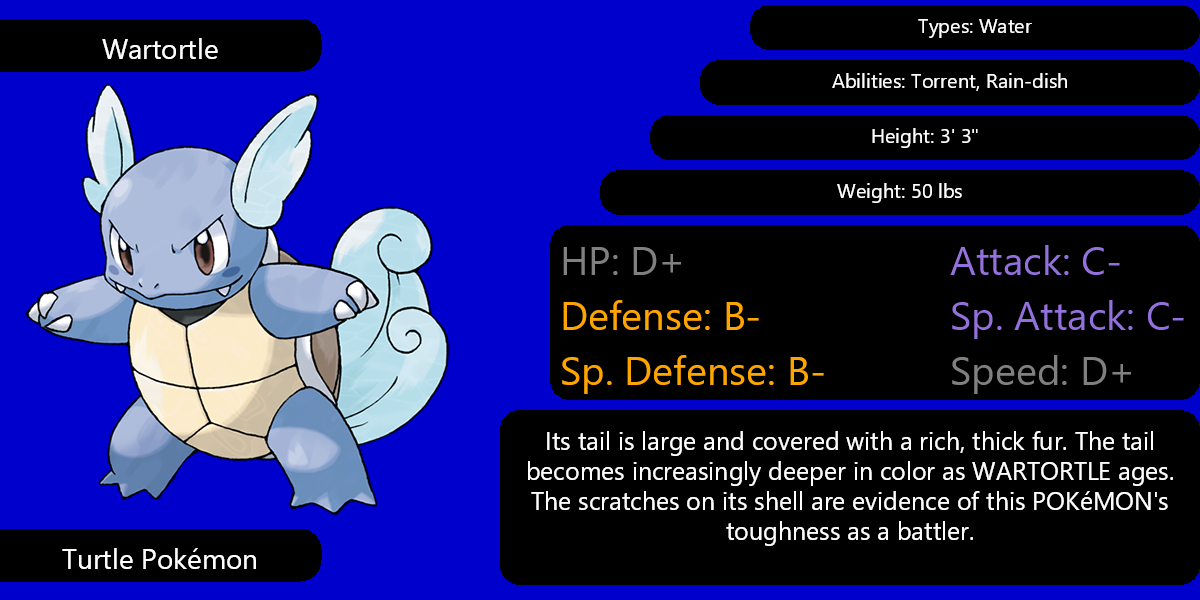 Wartortle
Types: Water
Abilities: Torrent, Rain-dish
Height: 3' 3"
Weight: 50 lbs
HP: D+
Attack: C-
Defense: B-
Sp. Attack: C-
Sp. Defense: B-
Speed: D+
Its tail is large and covered with a rich, thick fur. The tail
becomes increasingly deeper in color as WARTORTLE ages.
The scratches on its shell are evidence of this POKéMON's
toughness as a battler.
Turtle Pokémon